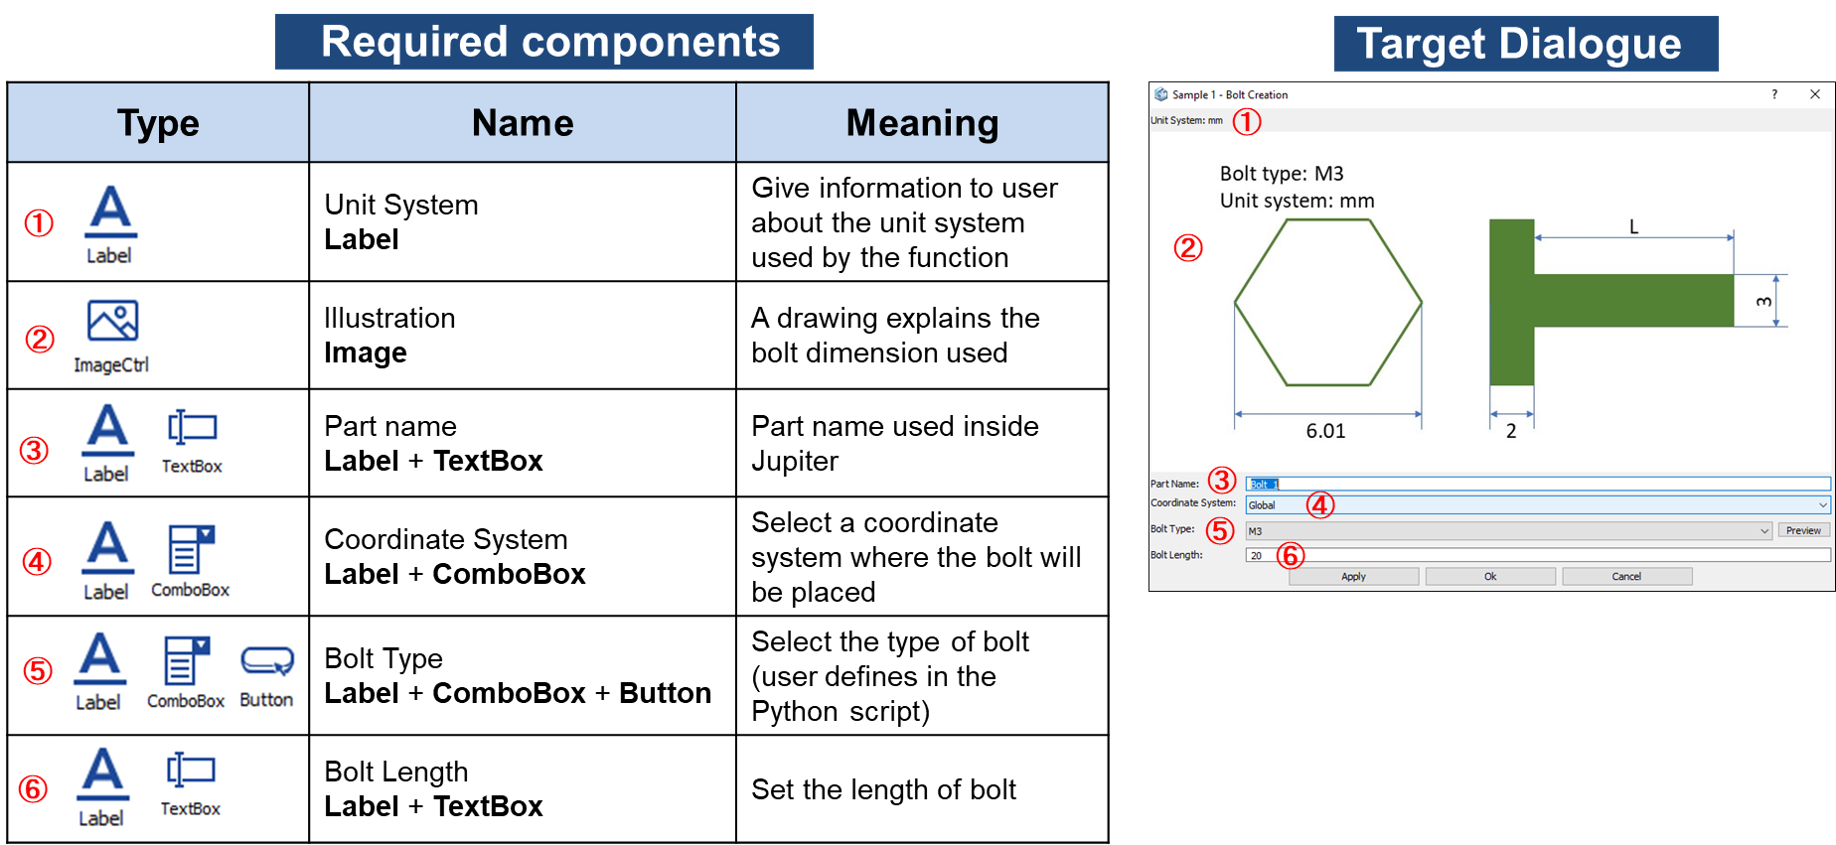 Required components
Type Name Meaning
① Label
Unit System
Label
Give information to user
about the unit system
used by the function
② ImageCtrl
Illustration
Image
A drawing explains the
bolt dimension used
③ Label TextBox
Part name
Label + TextBox
Part name used inside
Jupiter
④ Label ComboBox
Coordinate System
Label + ComboBox
Select a coordinate
system where the bolt will
be placed
⑤ Label ComboBox Button
Bolt Type
Label + ComboBox + Button
Select the type of bolt
(user defines in the
Python script)
⑥ Label TextBox
Bolt Length
Label + TextBox
Set the length of bolt
Target Dialogue
Sample 1 - Bolt Creation ?
Unit System: mm ①
Bolt type: M3
Unit system: mm
②
L
3
6.01
2
Part Name: ③ Bolt_1
Coordinate System: Global ④
Bolt Type: ⑤ M3 Preview
Bolt Length: 20 ⑥
Apply Ok Cancel